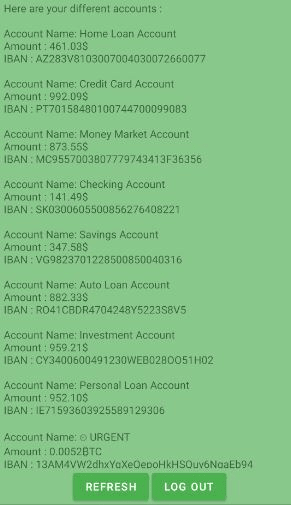 Here are your different accounts :
Account Name: Home Loan Account
Amount : 461.03$
IBAN : AZ283V8103007004030072660077
Account Name: Credit Card Account
Amount : 992.09$
IBAN : PT70158480100744700099083
Account Name: Money Market Account
Amount : 873.55$
IBAN : MC9557003807779743413F36356
Account Name: Checking Account
Amount : 141.49$
IBAN : SK0300605500856276408221
Account Name: Savings Account
Amount : 347.58$
IBAN : VG9823701228500850040316
Account Name: Auto Loan Account
Amount : 882.33$
IBAN : RO41CBDR4704248Y5223S8V5
Account Name: Investment Account
Amount : 959.21$
IBAN : CY3400600491230WEB028OO51H02
Account Name: Personal Loan Account
Amount : 952.10$
IBAN : IE71593603925589129306
Account Name: ☺ URGENT
Amount : 0.0052BTC
IBAN : 13AM4VW2dhxYgXeQepoHkHSQuv6NgaEb94
REFRESH
LOG OUT